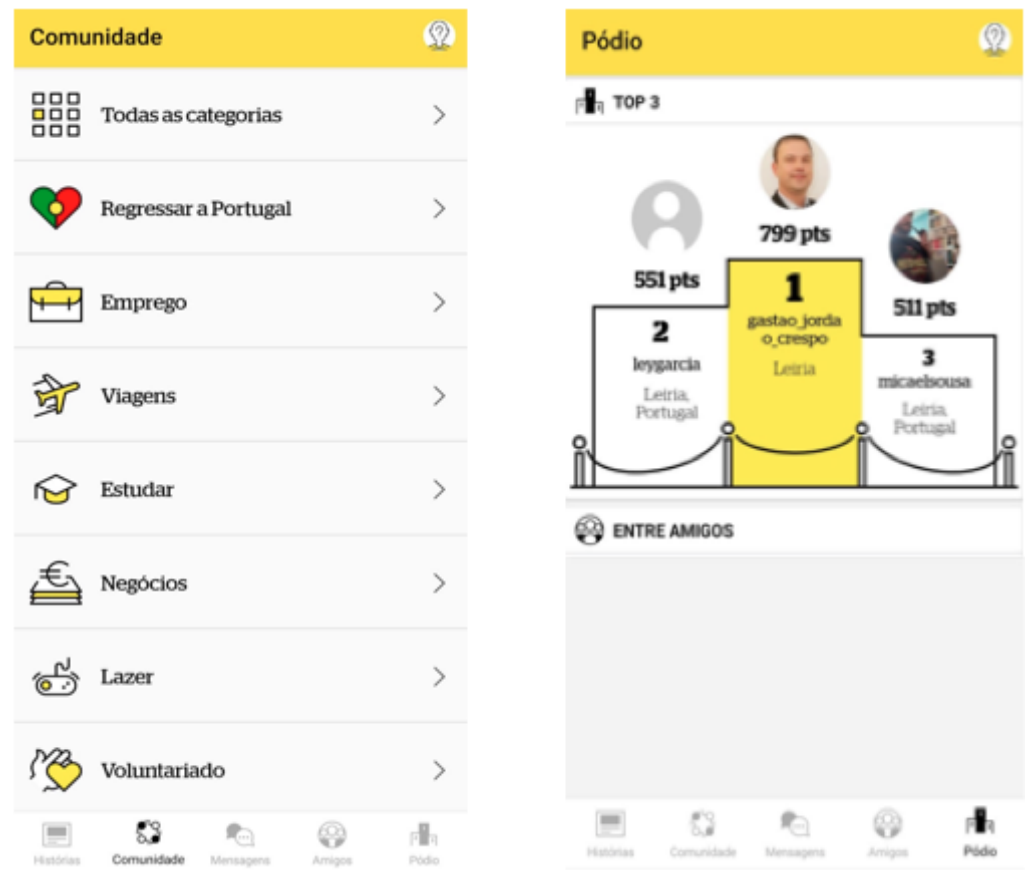 Comunidade
Todas as categorias
Regressar a Portugal
Emprego
Viagens
Estudar
Negócios
Lazer
Voluntariado
Histórias
Comunidade
Mensagens
Amigos
Pódio
Pódio
TOP 3
799 pts
551 pts
511 pts
1
gastao_jorda
o_crespo
Leiria
2
leygarcia
Leiria,
Portugal
3
micaelsousa
Leiria,
Portugal
ENTRE AMIGOS
Histórias
Comunidade
Mensagens
Amigos
Pódio